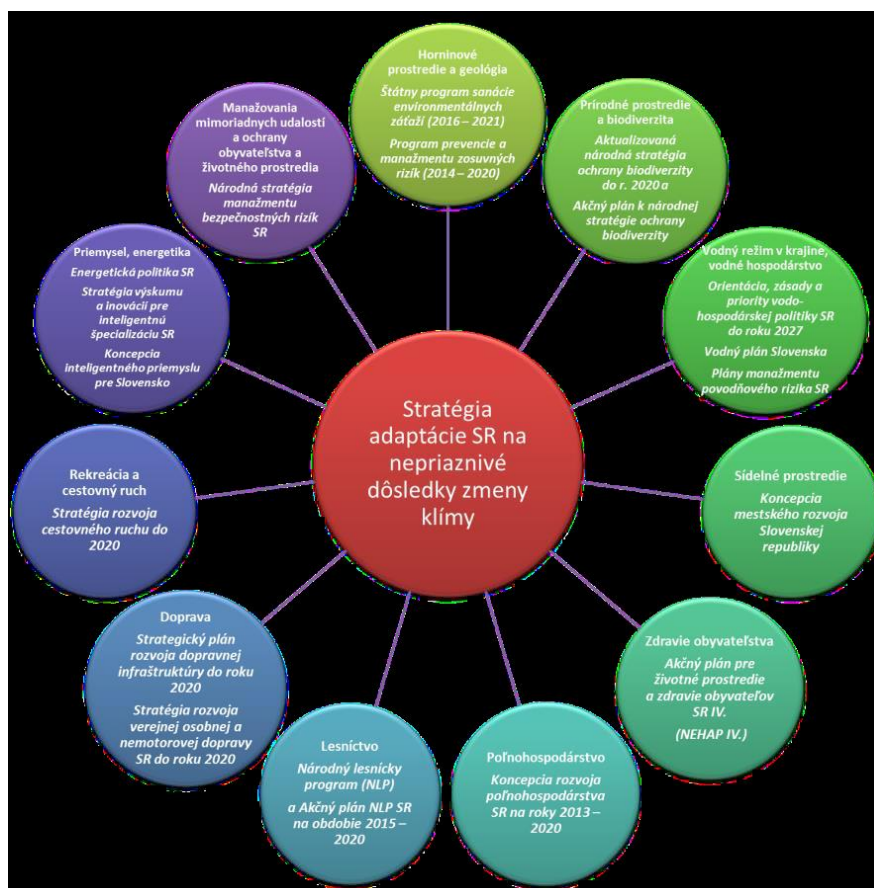 Horninové
prostredie a geológia
Štátny program sanácie
environmentálnych
záťaží (2016 – 2021)
Program prevencie a
manažmentu zosuvných
rizík (2014 – 2020)
Prírodné prostredie
a biodiverzita
Aktualizovaná
národná stratégia
ochrany biodiverzity
do r. 2020 a
Akčný plán k národnej
stratégie ochrany
biodiverzity
Vodný režim v krajine,
vodné hospodárstvo
Orientácia, zásady a
priority vodo-
hospodárskej politiky SR
do roku 2027
Vodný plán Slovenska
Plány manažmentu
povodňového rizika SR
Sídelné prostredie
Koncepcia
mestského rozvoja
Slovenskej
republiky
Zdravie obyvateľstva
Akčný plán pre
životné prostredie
a zdravie obyvateľov
SR IV.
(NEHAP IV.)
Poľnohospodárstvo
Koncepcia rozvoja
poľnohospodárstva
SR na roky 2013 –
2020
Lesníctvo
Národný lesnícky
program (NLP)
a Akčný plán NLP SR
na obdobie 2015 –
2020
Doprava
Strategický plán
rozvoja dopravnej
infraštruktúry do roku
2020
Stratégia rozvoja
verejnej osobnej a
nemotorovej dopravy
SR do roku 2020
Rekreácia a
cestovný ruch
Stratégia rozvoja
cestovného ruchu do
2020
Priemysel, energetika
Energetická politika SR
Stratégia výskumu
a inovácií pre
inteligentnú
špecializáciu SR
Koncepcia
inteligentného priemyslu
pre Slovensko
Manažovania
mimoriadnych udalostí
a ochrany
obyvateľstva a
životného prostredia
Národná stratégia
manažmentu
bezpečnostných rizík
SR
Stratégia
adaptácie SR na
nepriaznivé
dôsledky zmeny
klímy